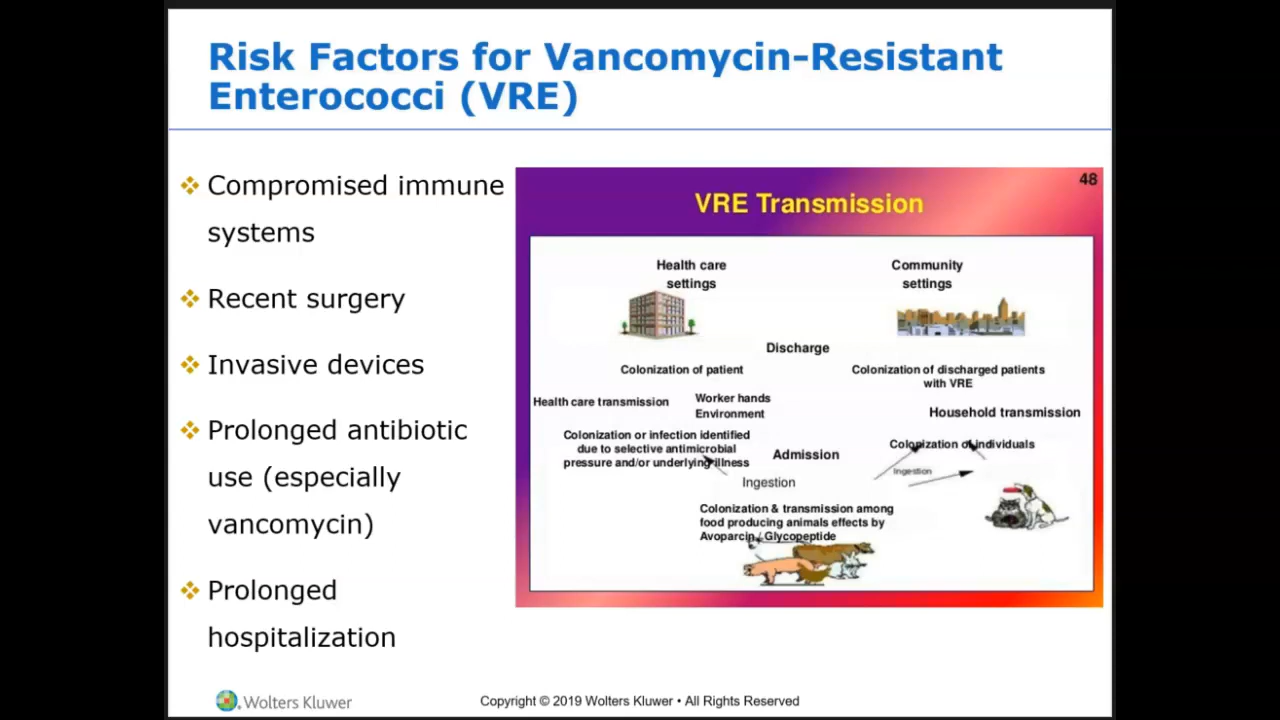 Risk Factors for Vancomycin-Resistant
Enterococci (VRE)
Compromised immune
systems
Recent surgery
Invasive devices
Prolonged antibiotic
use (especially
vancomycin)
Prolonged
hospitalization
48
VRE Transmission
Health care
settings
Community
settings
Discharge
Colonization of patient
Colonization of discharged patients
with VRE
Health care transmission
Worker hands
Environment
Household transmission
Colonization or infection identified
due to selective antimicrobial
pressure and/or underlying illness
Admission
Colonization of individuals
Ingestion
Ingestion
Colonization & transmission among
food producing animals effects by
Avoparcin / Glycopeptide
Wolters Kluwer
Copyright © 2019 Wolters Kluwer • All Rights Reserved